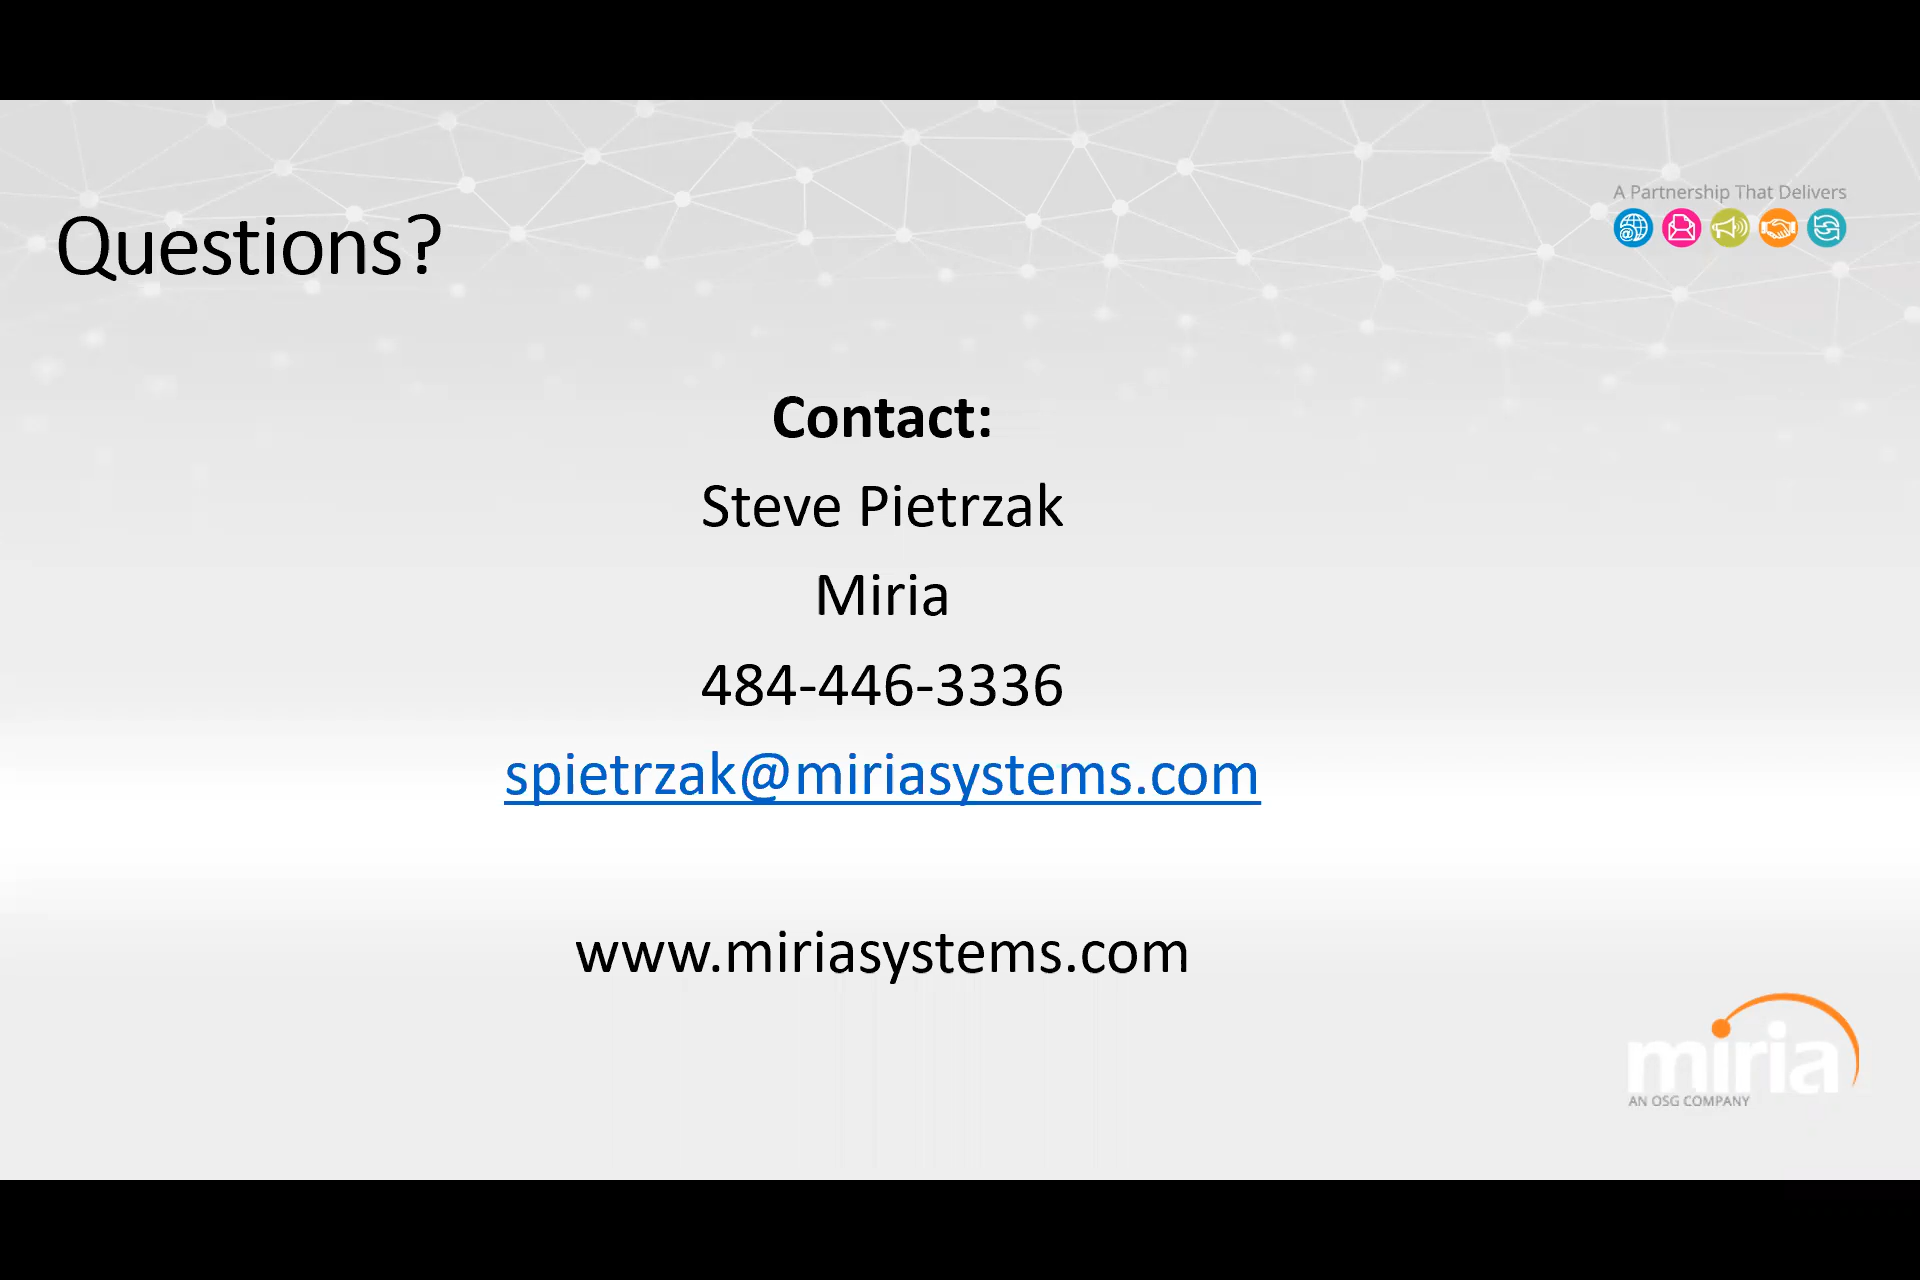 A Partnership That Delivers
Questions?
Contact:
Steve Pietrzak
Miria
484-446-3336
spietrzak@miriasystems.com
www.miriasystems.com
miria
AN OSG COMPANY